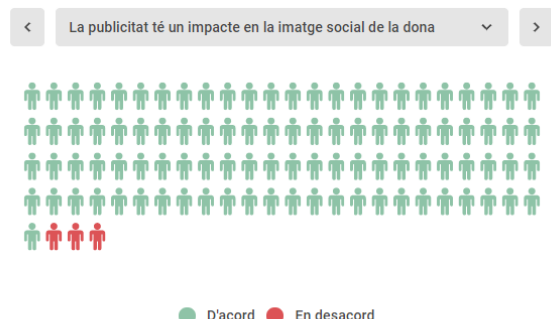 La publicitat té un impacte en la imatge social de la dona
D'acord En desacord